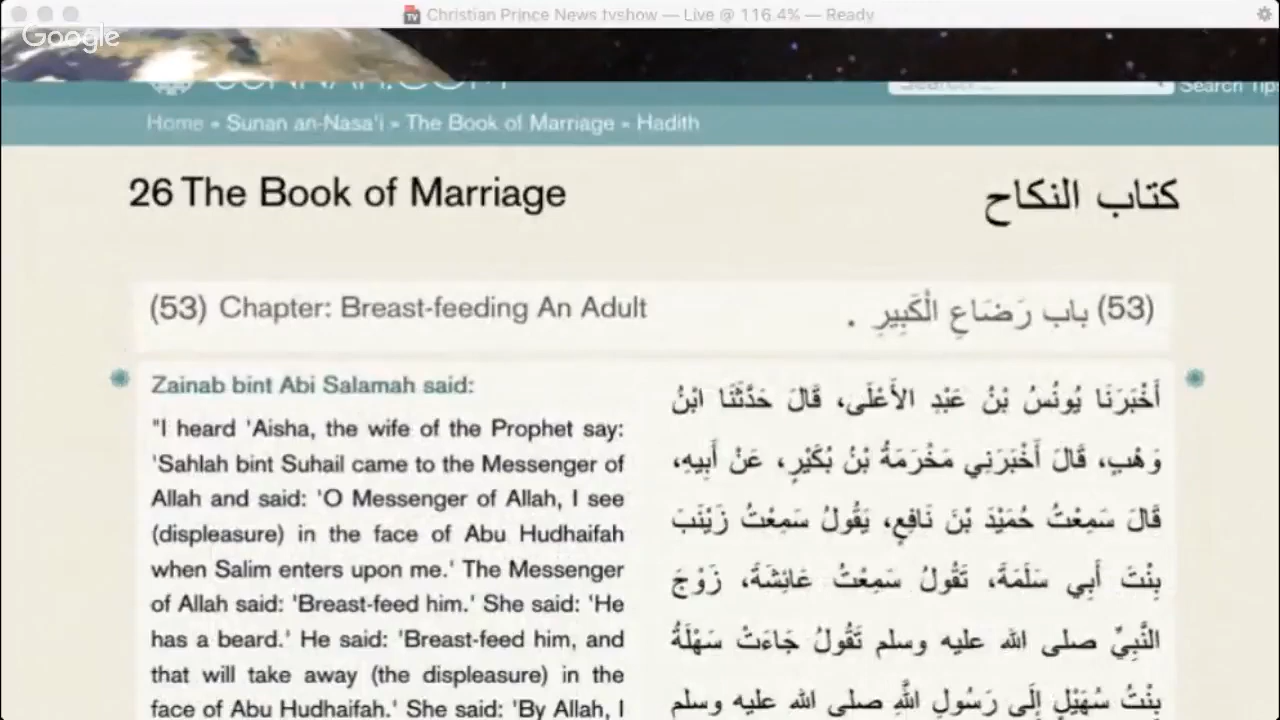 Christian Prince News tvshow — Live @ 116.4% — Ready
Google
SUNNAH.COM
Search... Search Tips
Home » Sunan an-Nasa'i » The Book of Marriage » Hadith
26 The Book of Marriage
كتاب النكاح
(53) Chapter: Breast-feeding An Adult
(53) باب رَضَاعِ الْكَبِيرِ .
Zainab bint Abi Salamah said:
"I heard 'Aisha, the wife of the Prophet say:
'Sahlah bint Suhail came to the Messenger of
Allah and said: 'O Messenger of Allah, I see
(displeasure) in the face of Abu Hudhaifah
when Salim enters upon me.' The Messenger
of Allah said: 'Breast-feed him.' She said: 'He
has a beard.' He said: 'Breast-feed him, and
that will take away (the displeasure) in the
face of Abu Hudhaifah.' She said: 'By Allah, I
أَخْبَرَنَا يُونُسُ بْنُ عَبْدِ الأَعْلَى، قَالَ حَدَّثَنَا ابْنُ
وَهْبٍ، قَالَ أَخْبَرَنِي مَخْرَمَةُ بْنُ بُكَيْرٍ، عَنْ أَبِيهِ،
قَالَ سَمِعْتُ حُمَيْدَ بْنَ نَافِعٍ، يَقُولُ سَمِعْتُ زَيْنَبَ
بِنْتَ أَبِي سَلَمَةَ، تَقُولُ سَمِعْتُ عَائِشَةَ، زَوْجَ
النَّبِيِّ صلى الله عليه وسلم تَقُولُ جَاءَتْ سَهْلَةُ
بِنْتُ سُهَيْلٍ إِلَى رَسُولِ اللَّهِ صلى الله عليه وسلم